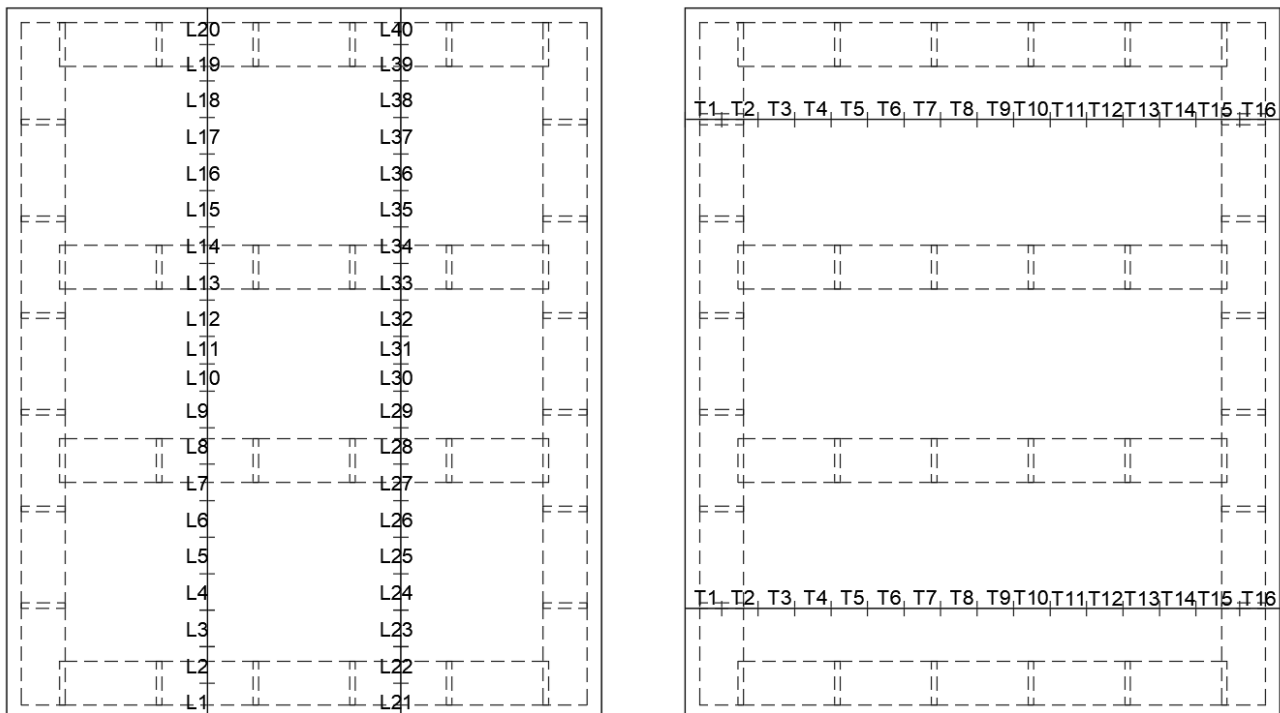 L20 L40
L19 L39
L18 L38
T1 T2 T3 T4 T5 T6 T7 T8 T9 T10 T11 T12 T13 T14 T15 T16
L17 L37
L16 L36
L15 L35
L14 L34
L13 L33
L12 L32
L11 L31
L10 L30
L9 L29
L8 L28
L7 L27
L6 L26
L5 L25
L4 L24
T1 T2 T3 T4 T5 T6 T7 T8 T9 T10 T11 T12 T13 T14 T15 T16
L3 L23
L2 L22
L1 L21